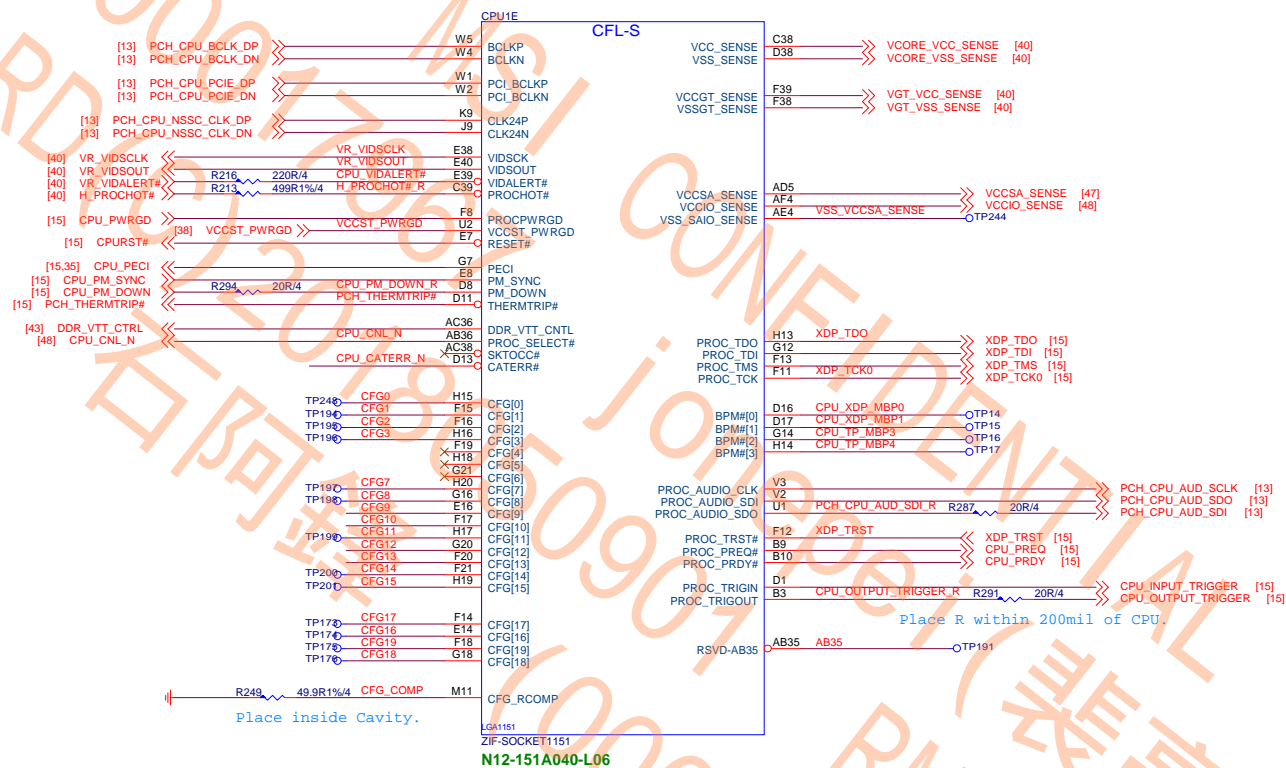 CPU1E
CFL-S
[13] PCH_CPU_BCLK_DP W5 BCLKP
[13] PCH_CPU_BCLK_DN W4 BCLKN
[13] PCH_CPU_PCIE_DP W1 PCI_BCLKP
[13] PCH_CPU_PCIE_DN W2 PCI_BCLKN
[13] PCH_CPU_NSSC_CLK_DP K9 CLK24P
[13] PCH_CPU_NSSC_CLK_DN J9 CLK24N
[40] VR_VIDSCLK VR_VIDSCLK E38 VIDSCK
[40] VR_VIDSOUT VR_VIDSOUT E40 VIDSOUT
[40] VR_VIDALERT# R216 220R/4 CPU_VIDALERT# E39 VIDALERT#
[40] H_PROCHOT# R213 499R1%/4 H_PROCHOT#_R C39 PROCHOT#
[15] CPU_PWRGD F8 PROCPWRGD
[38] VCCST_PWRGD VCCST_PWRGD U2 VCCST_PWRGD
[15] CPURST# E7 RESET#
[15,35] CPU_PECI G7 PECI
[15] CPU_PM_SYNC E8 PM_SYNC
[15] CPU_PM_DOWN R294 20R/4 CPU_PM_DOWN_R D8 PM_DOWN
[15] PCH_THERMTRIP# PCH_THERMTRIP# D11 THERMTRIP#
[43] DDR_VTT_CTRL AC36 DDR_VTT_CNTL
[48] CPU_CNL_N CPU_CNL_N AB36 PROC_SELECT#
AC38 SKTOCC#
CPU_CATERR_N D13 CATERR#
TP248 CFG0 H15 CFG[0]
TP194 CFG1 F15 CFG[1]
TP195 CFG2 F16 CFG[2]
TP196 CFG3 H16 CFG[3]
F19 CFG[4]
H18 CFG[5]
G21 CFG[6]
TP197 CFG7 H20 CFG[7]
TP198 CFG8 G16 CFG[8]
CFG9 E16 CFG[9]
CFG10 F17 CFG[10]
TP199 CFG11 H17 CFG[11]
CFG12 G20 CFG[12]
CFG13 F20 CFG[13]
TP200 CFG14 F21 CFG[14]
TP201 CFG15 H19 CFG[15]
TP173 CFG17 F14 CFG[17]
TP174 CFG16 E14 CFG[16]
TP175 CFG19 F18 CFG[19]
TP176 CFG18 G18 CFG[18]
R249 49.9R1%/4 CFG_COMP M11 CFG_RCOMP
Place inside Cavity.
VCC_SENSE C38 VCORE_VCC_SENSE [40]
VSS_SENSE D38 VCORE_VSS_SENSE [40]
VCCGT_SENSE F39 VGT_VCC_SENSE [40]
VSSGT_SENSE F38 VGT_VSS_SENSE [40]
VCCSA_SENSE AD5 VCCSA_SENSE [47]
VCCIO_SENSE AF4 VCCIO_SENSE [48]
VSS_SAIO_SENSE AE4 VSS_VCCSA_SENSE TP244
PROC_TDO H13 XDP_TDO XDP_TDO [15]
PROC_TDI G12 XDP_TDI [15]
PROC_TMS F13 XDP_TMS [15]
PROC_TCK F11 XDP_TCK0 XDP_TCK0 [15]
BPM#[0] D16 CPU_XDP_MBP0 TP14
BPM#[1] D17 CPU_XDP_MBP1 TP15
BPM#[2] G14 CPU_TP_MBP3 TP16
BPM#[3] H14 CPU_TP_MBP4 TP17
PROC_AUDIO_CLK V3 PCH_CPU_AUD_SCLK [13]
PROC_AUDIO_SDI V2 PCH_CPU_AUD_SDO [13]
PROC_AUDIO_SDO U1 PCH_CPU_AUD_SDI_R R287 20R/4 PCH_CPU_AUD_SDI [13]
PROC_TRST# F12 XDP_TRST XDP_TRST [15]
PROC_PREQ# B9 CPU_PREQ [15]
PROC_PRDY# B10 CPU_PRDY [15]
PROC_TRIGIN D1 CPU_INPUT_TRIGGER [15]
PROC_TRIGOUT B3 CPU_OUTPUT_TRIGGER_R R291 20R/4 CPU_OUTPUT_TRIGGER [15]
Place R within 200mil of CPU.
RSVD-AB35 AB35 AB35 TP191
LGA1151
ZIF-SOCKET1151
N12-151A040-L06
MSI CONFIDENTIAL
jonepei(裴
石阿鋒